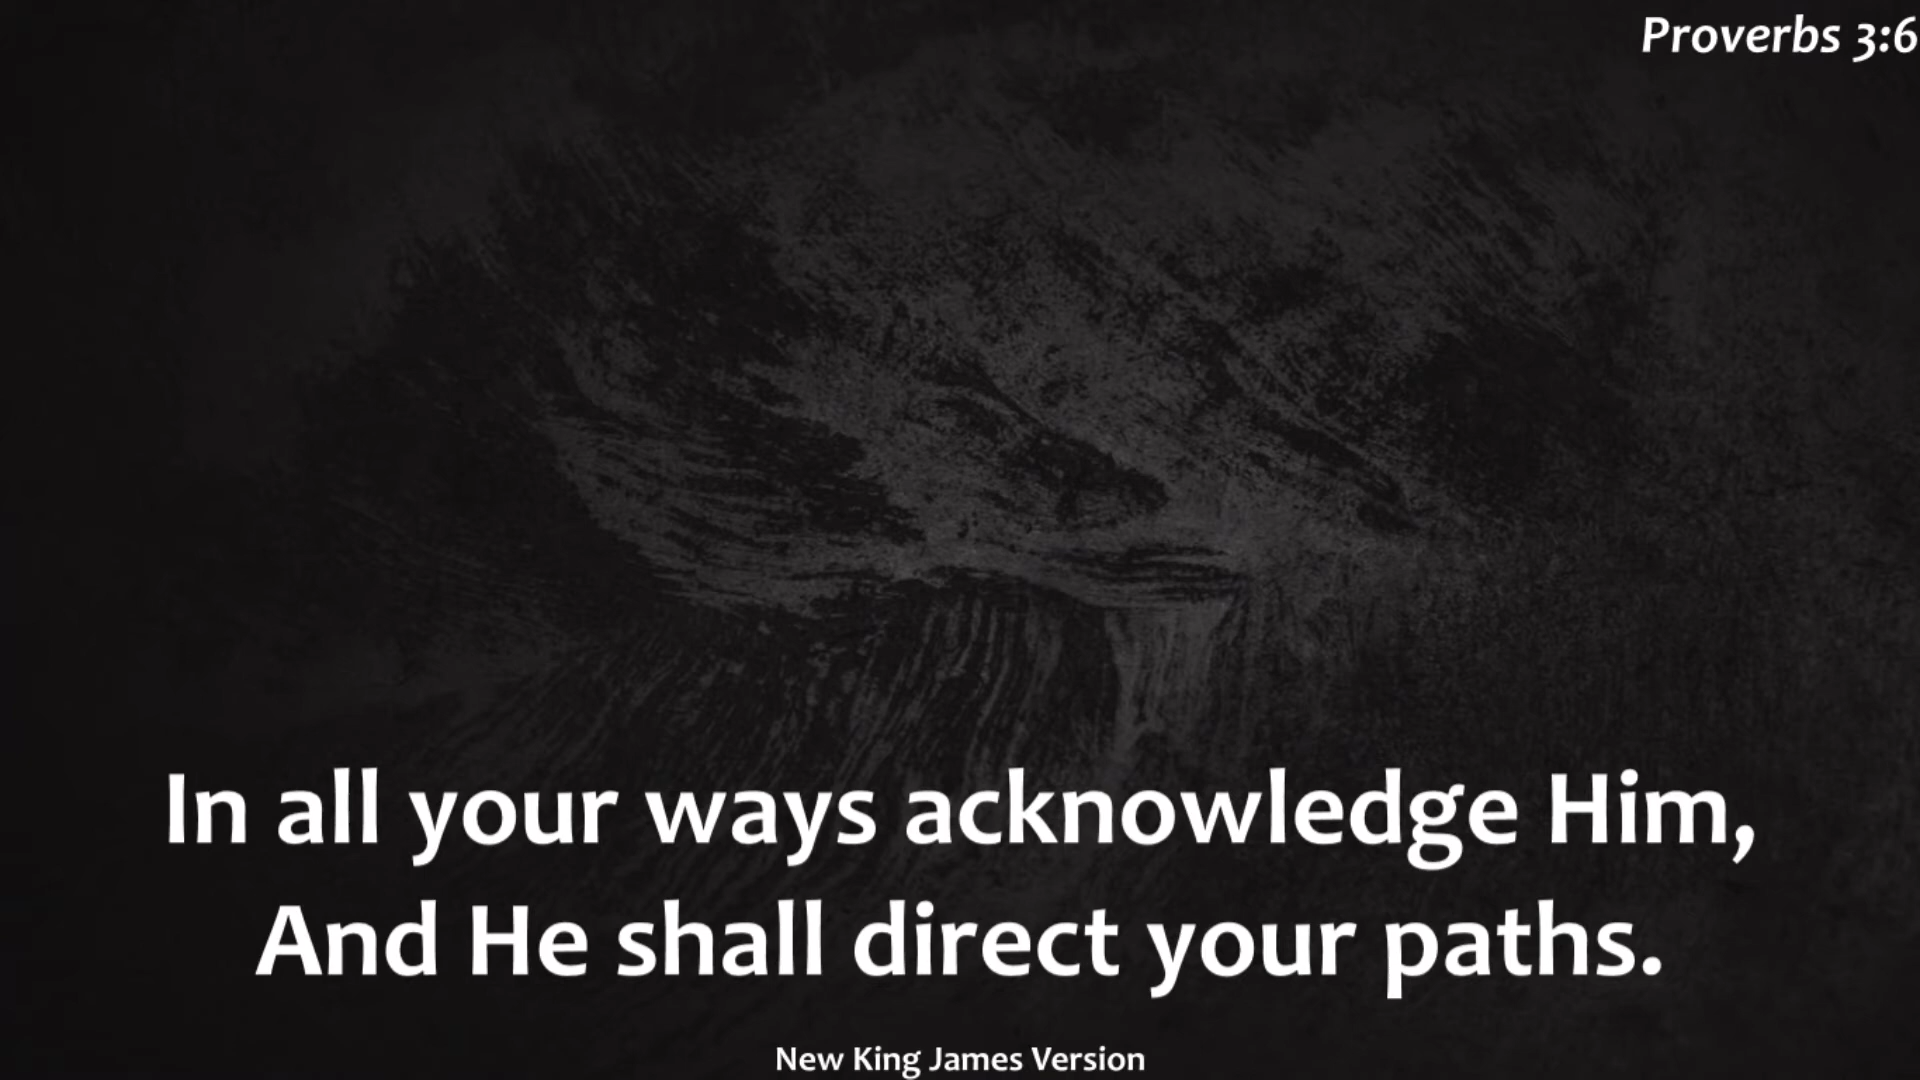 Proverbs 3:6
In all your ways acknowledge Him,
And He shall direct your paths.
New King James Version